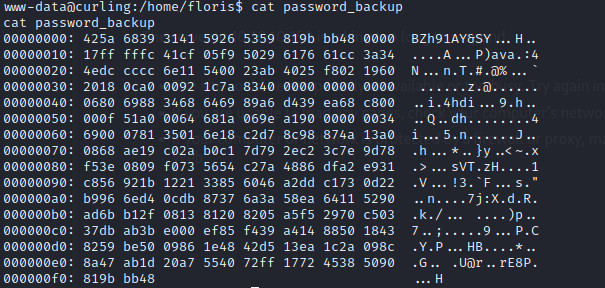 www-data@curling:/home/floris$ cat password_backup
cat password_backup
00000000: 425a 6839 3141 5926 5359 819b bb48 0000  BZh91AY&SY...H..
00000010: 17ff fffc 41cf 05f9 5029 6176 61cc 3a34  ....A...P)ava.:4
00000020: 4edc cccc 6e11 5400 23ab 4025 f802 1960  N...n.T.#.@%...`
00000030: 2018 0ca0 0092 1c7a 8340 0000 0000 0000   ......z.@......
00000040: 0680 6988 3468 6469 89a6 d439 ea68 c800  ..i.4hdi...9.h..
00000050: 000f 51a0 0064 681a 069e a190 0000 0034  ..Q..dh........4
00000060: 6900 0781 3501 6e18 c2d7 8c98 874a 13a0  i...5.n......J..
00000070: 0868 ae19 c02a b0c1 7d79 2ec2 3c7e 9d78  .h...*..}y..<~.x
00000080: f53e 0809 f073 5654 c27a 4886 dfa2 e931  .>...sVT.zH....1
00000090: c856 921b 1221 3385 6046 a2dd c173 0d22  .V...!3.`F...s."
000000a0: b996 6ed4 0cdb 8737 6a3a 58ea 6411 5290  ..n....7j:X.d.R.
000000b0: ad6b b12f 0813 8120 8205 a5f5 2970 c503  .k./... ....)p..
000000c0: 37db ab3b e000 ef85 f439 a414 8850 1843  7..;.....9...P.C
000000d0: 8259 be50 0986 1e48 42d5 13ea 1c2a 098c  .Y.P...HB....*..
000000e0: 8a47 ab1d 20a7 5540 72ff 1772 4538 5090  .G.. .U@r..rE8P.
000000f0: 819b bb48                                ...H